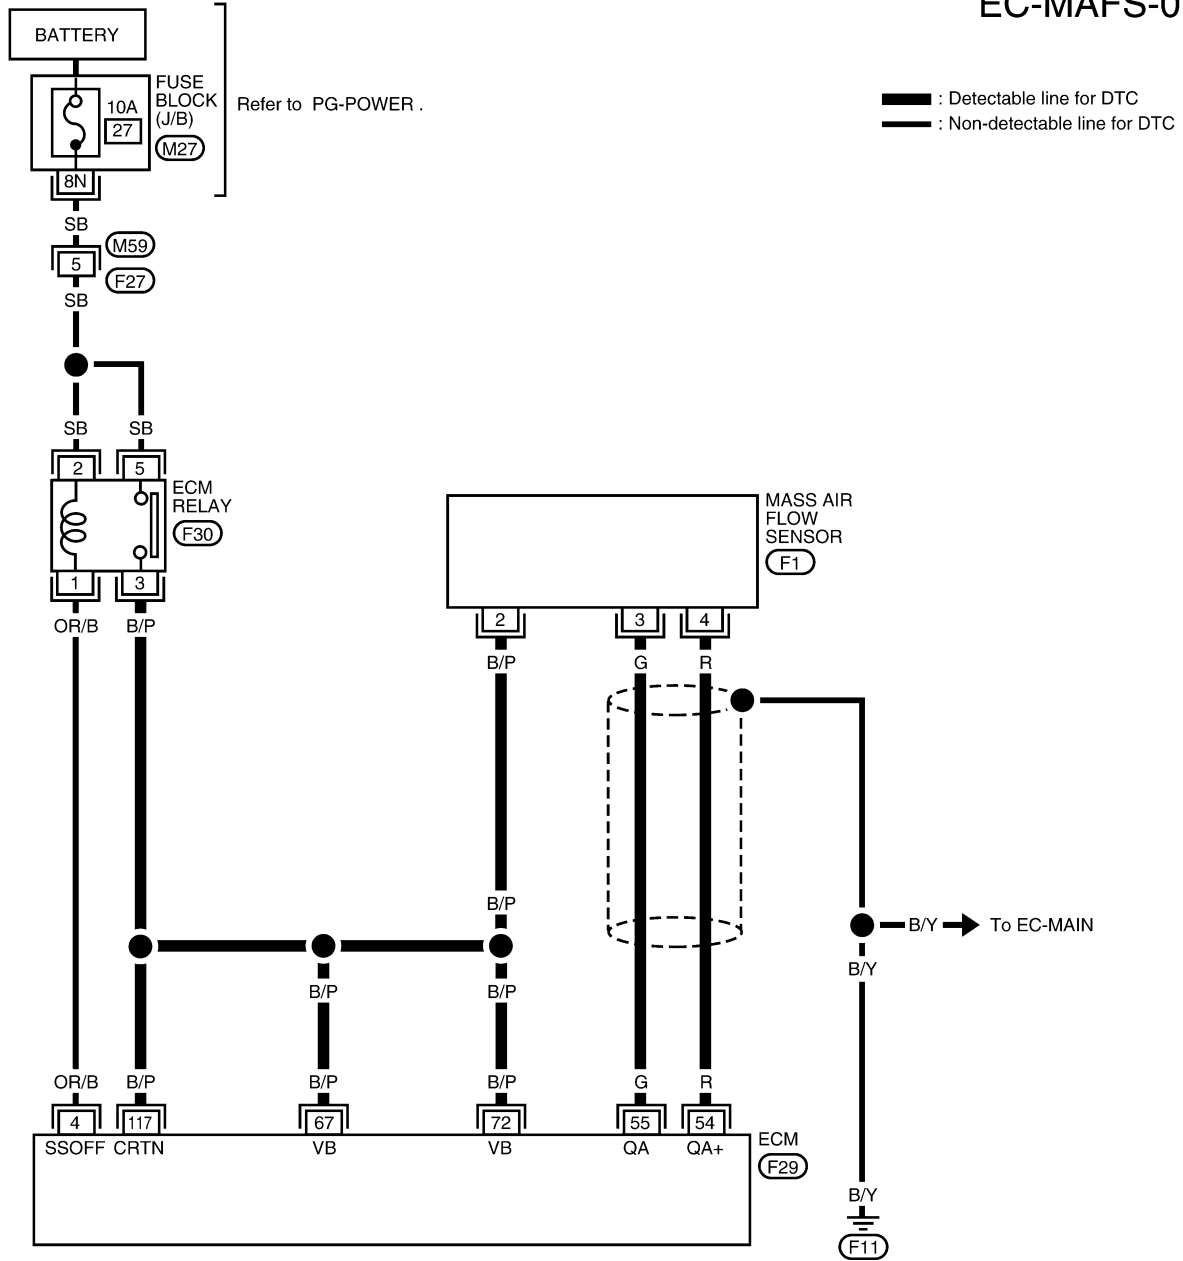 EC-MAFS-0
BATTERY
FUSE
BLOCK
(J/B)
10A
27
M27
Refer to PG-POWER .
: Detectable line for DTC
: Non-detectable line for DTC
8N
SB
M59
5
F27
SB
SB SB
2 5
ECM
RELAY
F30
1 3
OR/B B/P
MASS AIR
FLOW
SENSOR
F1
2 3 4
B/P G R
B/P
B/Y To EC-MAIN
B/Y
B/P B/P
OR/B B/P B/P B/P G R
4 117 67 72 55 54
SSOFF CRTN VB VB QA QA+
ECM
F29
B/Y
F11